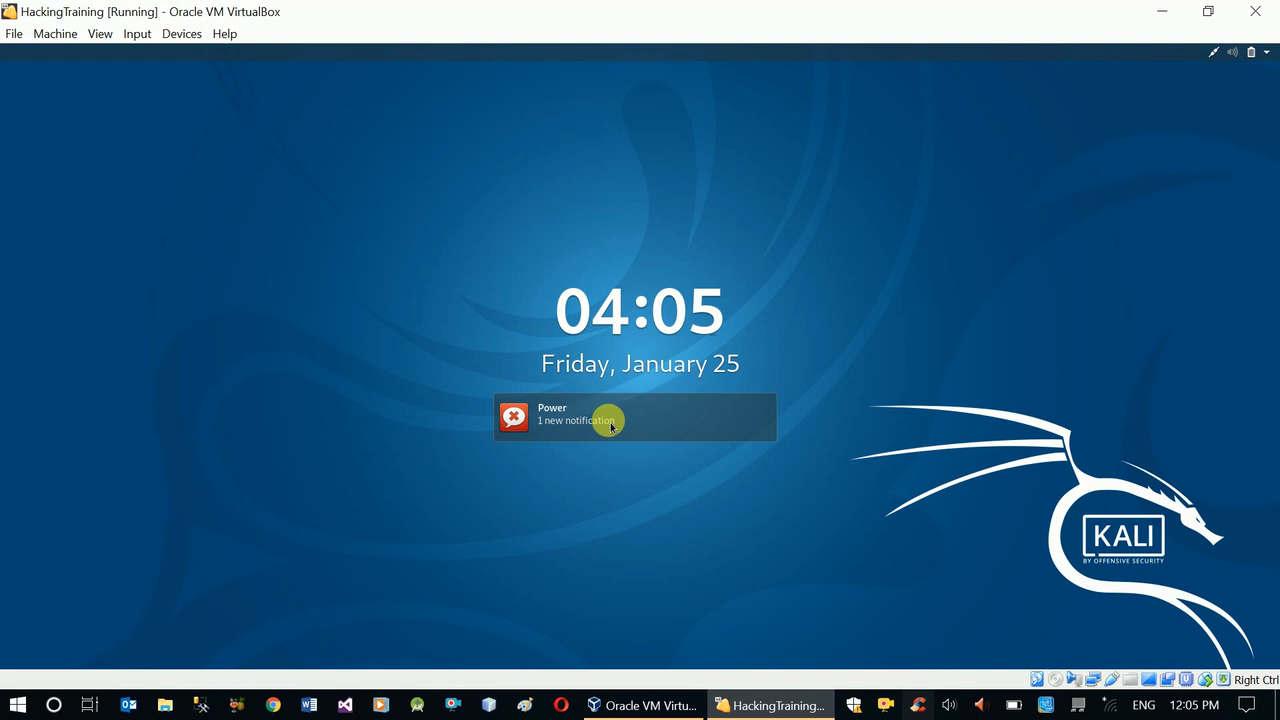 HackingTraining [Running] - Oracle VM VirtualBox
File Machine View Input Devices Help
04:05
Friday, January 25
Power
1 new notification
KALI
BY OFFENSIVE SECURITY
Right Ctrl
Oracle VM Virtu...
HackingTraining...
ENG
12:05 PM